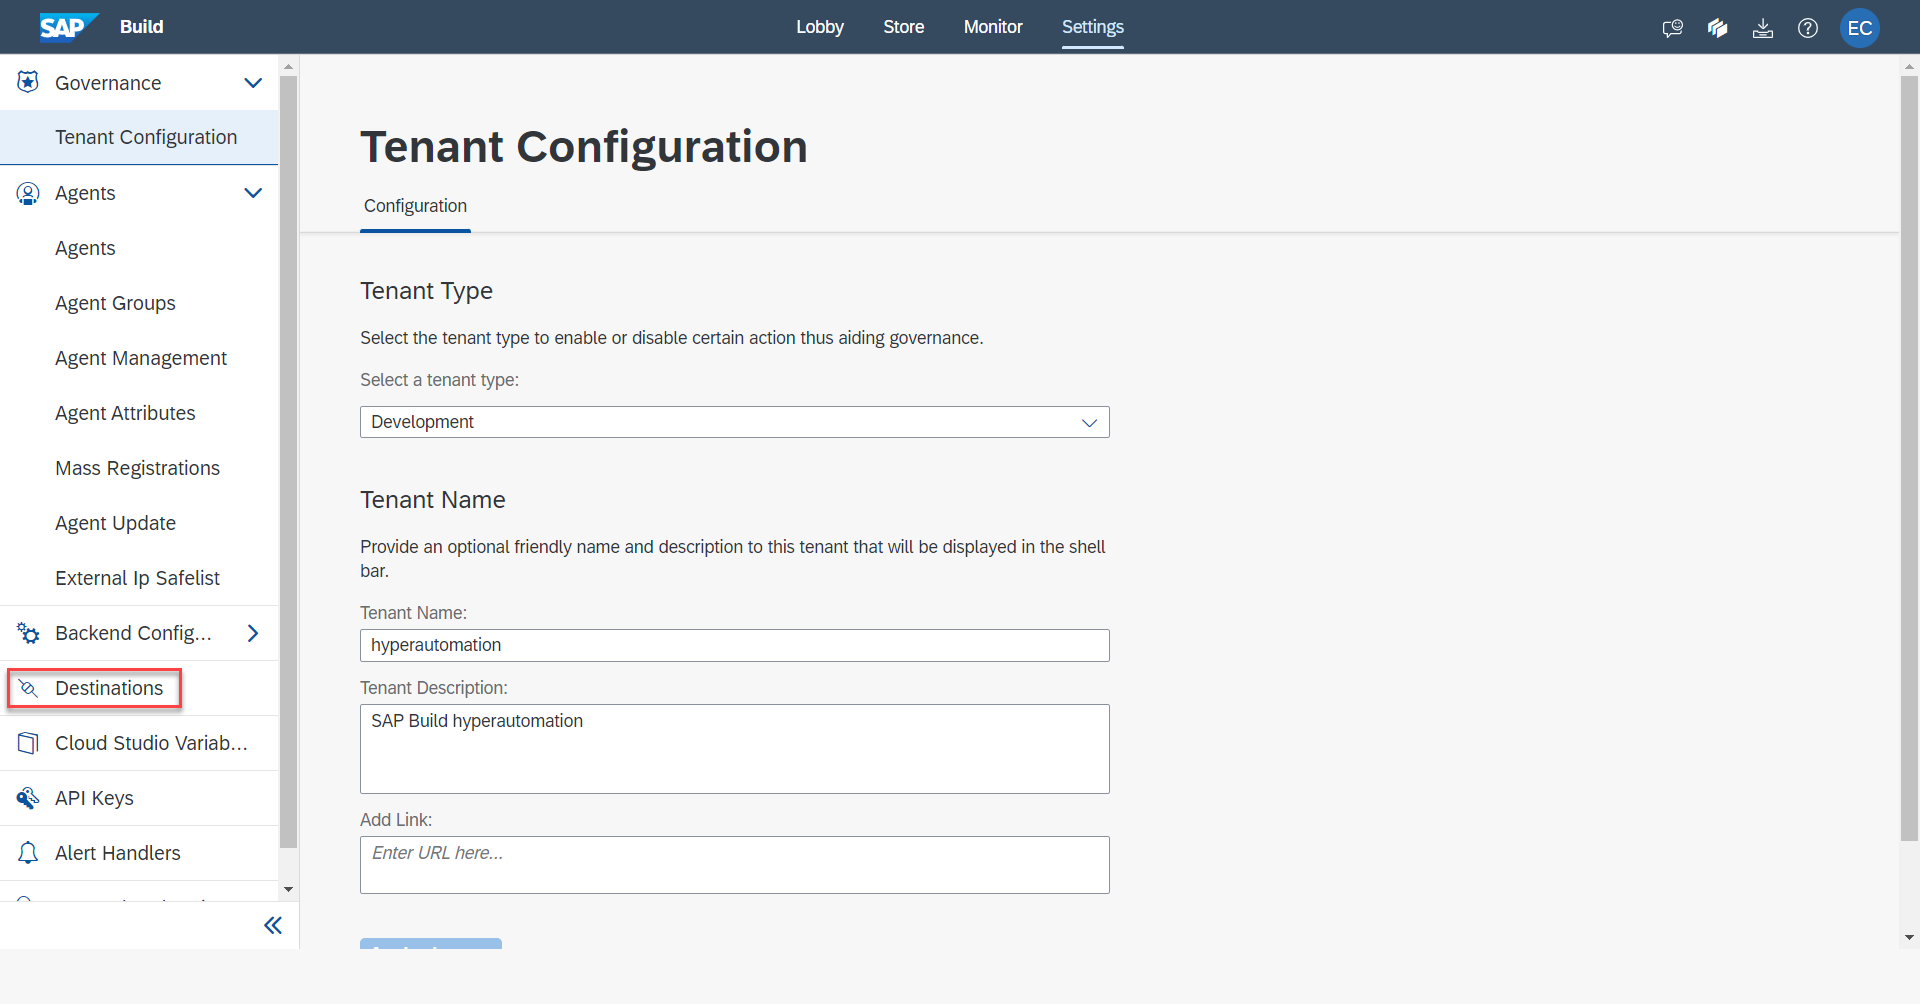 SAP Build
Lobby Store Monitor Settings
EC
Governance
Tenant Configuration
Agents
Agents
Agent Groups
Agent Management
Agent Attributes
Mass Registrations
Agent Update
External Ip Safelist
Backend Config...
Destinations
Cloud Studio Variab...
API Keys
Alert Handlers
Tenant Configuration
Configuration
Tenant Type
Select the tenant type to enable or disable certain action thus aiding governance.
Select a tenant type:
Development
Tenant Name
Provide an optional friendly name and description to this tenant that will be displayed in the shell
bar.
Tenant Name:
hyperautomation
Tenant Description:
SAP Build hyperautomation
Add Link:
Enter URL here...